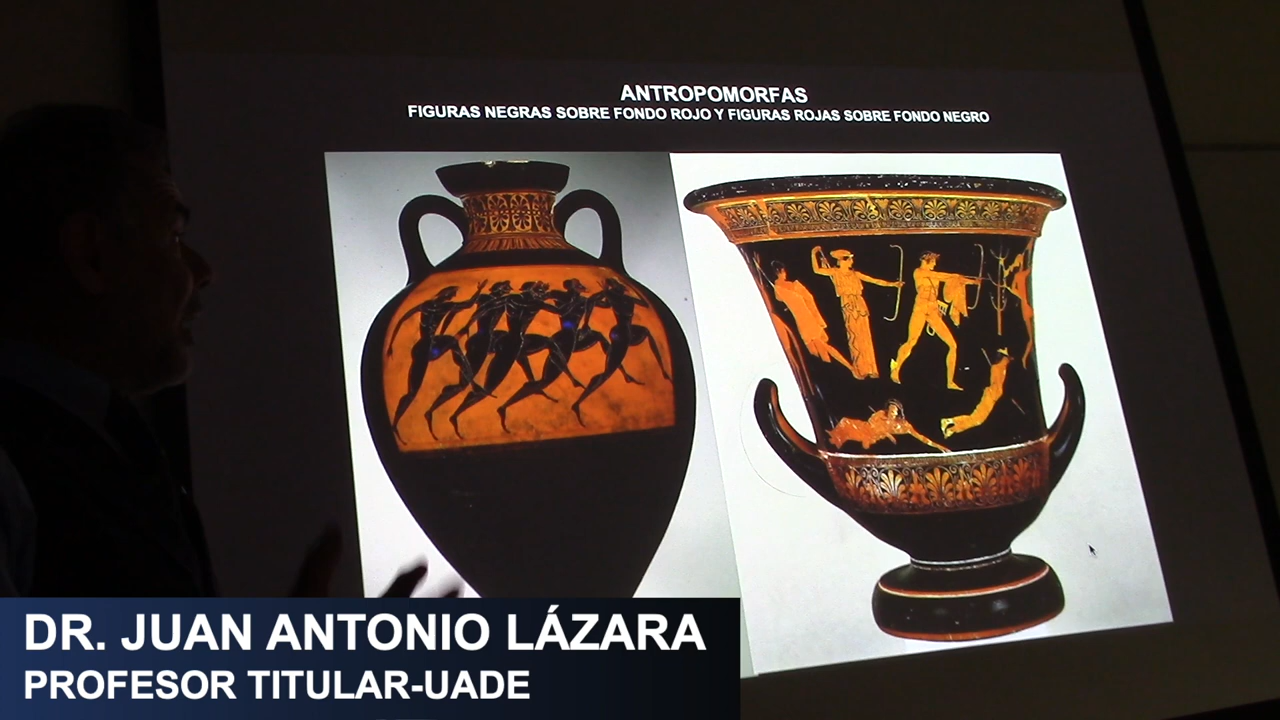 ANTROPOMORFAS
FIGURAS NEGRAS SOBRE FONDO ROJO Y FIGURAS ROJAS SOBRE FONDO NEGRO
DR. JUAN ANTONIO LÁZARA
PROFESOR TITULAR-UADE